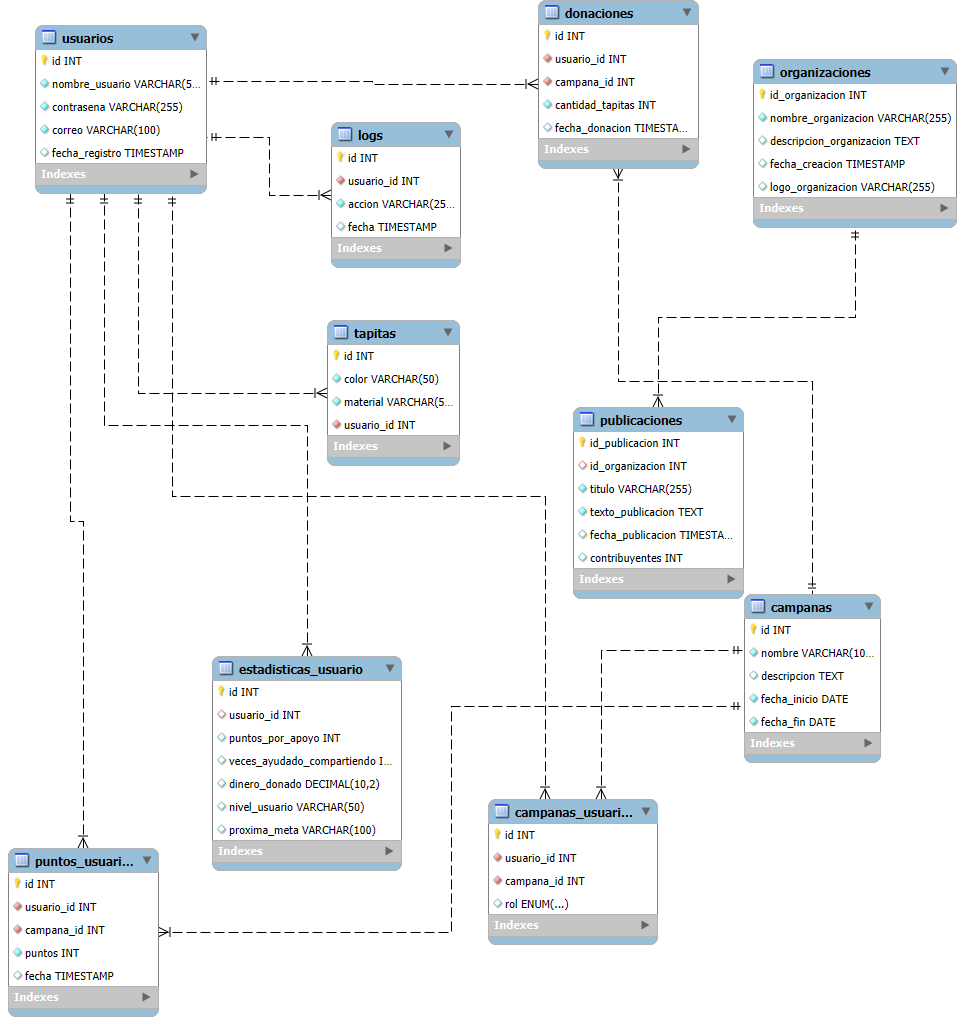 usuarios
id INT
nombre_usuario VARCHAR(5...
contrasena VARCHAR(255)
correo VARCHAR(100)
fecha_registro TIMESTAMP
Indexes
donaciones
id INT
usuario_id INT
campana_id INT
cantidad_tapitas INT
fecha_donacion TIMESTA...
Indexes
organizaciones
id_organizacion INT
nombre_organizacion VARCHAR(255)
descripcion_organizacion TEXT
fecha_creacion TIMESTAMP
logo_organizacion VARCHAR(255)
Indexes
logs
id INT
usuario_id INT
accion VARCHAR(25...
fecha TIMESTAMP
Indexes
tapitas
id INT
color VARCHAR(50)
material VARCHAR(5...
usuario_id INT
Indexes
publicaciones
id_publicacion INT
id_organizacion INT
titulo VARCHAR(255)
texto_publicacion TEXT
fecha_publicacion TIMESTA...
contribuyentes INT
Indexes
campanas
id INT
nombre VARCHAR(10...
descripcion TEXT
fecha_inicio DATE
fecha_fin DATE
Indexes
estadisticas_usuario
id INT
usuario_id INT
puntos_por_apoyo INT
veces_ayudado_compartiendo I...
dinero_donado DECIMAL(10,2)
nivel_usuario VARCHAR(50)
proxima_meta VARCHAR(100)
Indexes
campanas_usuari...
id INT
usuario_id INT
campana_id INT
rol ENUM(...)
Indexes
puntos_usuari...
id INT
usuario_id INT
campana_id INT
puntos INT
fecha TIMESTAMP
Indexes